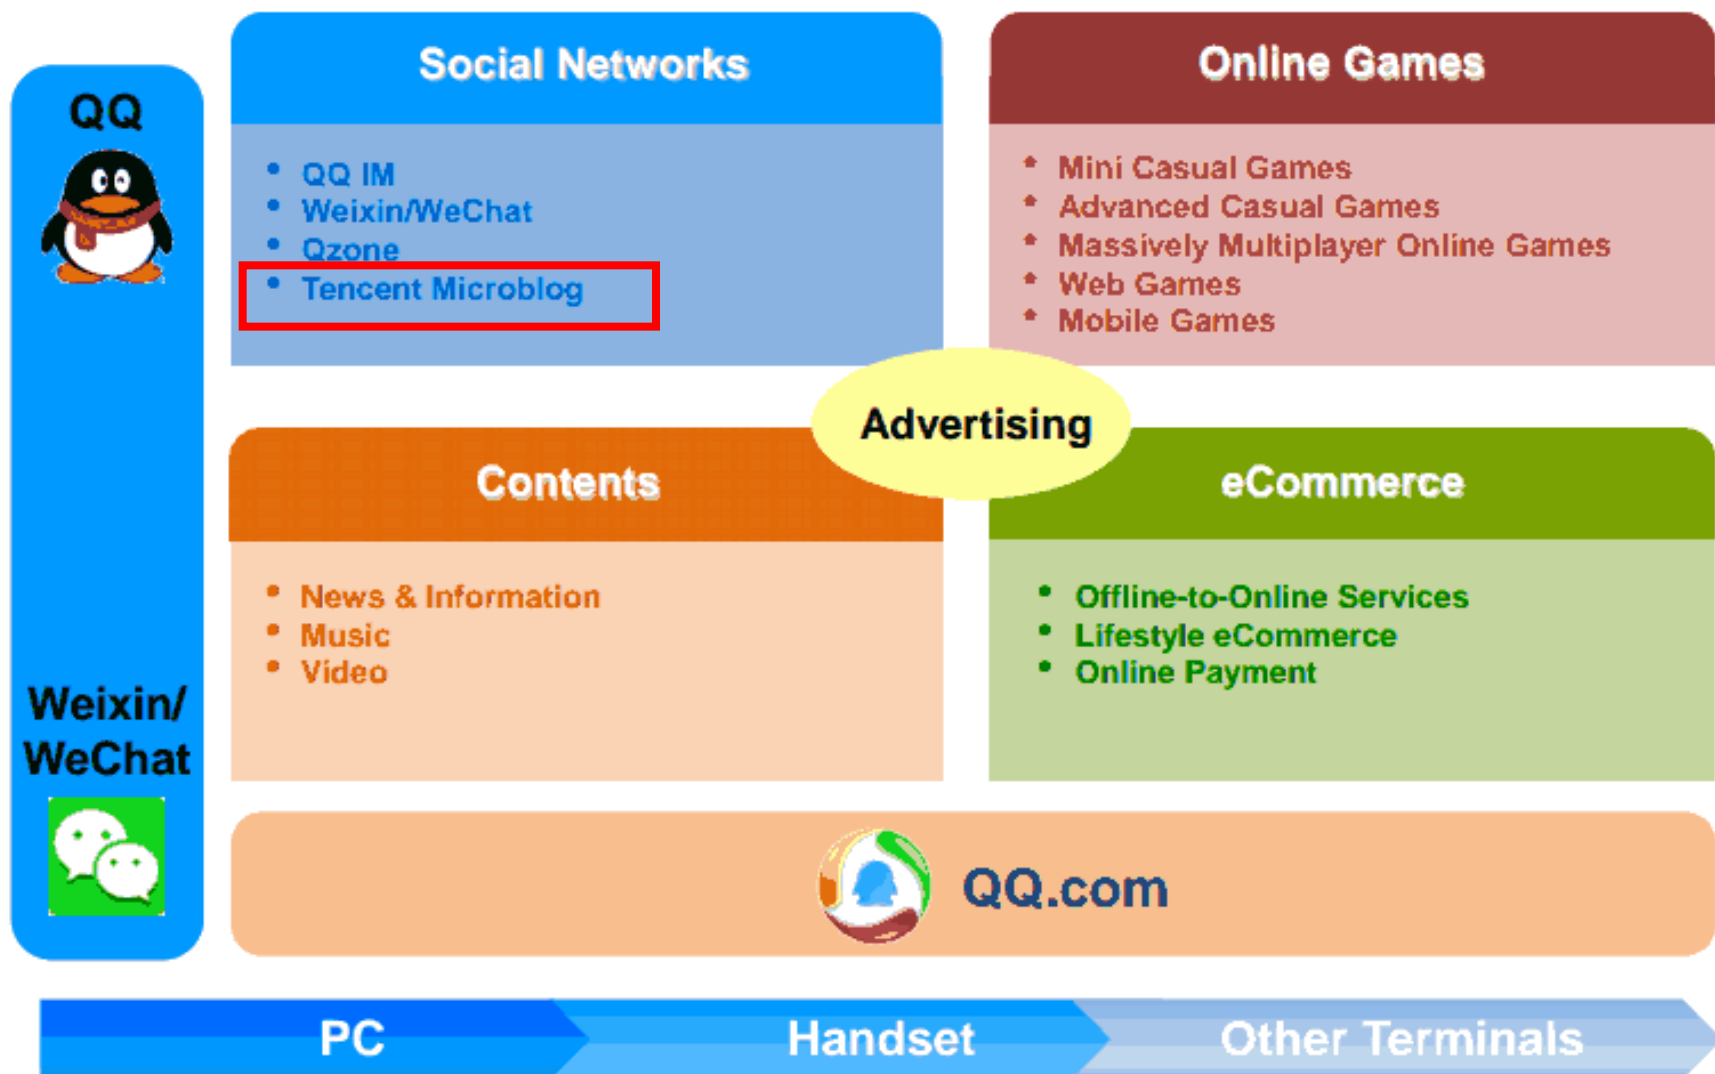 QQ
Weixin/
WeChat
Social Networks
• QQ IM
• Weixin/WeChat
• Qzone
• Tencent Microblog
Online Games
• Mini Casual Games
• Advanced Casual Games
• Massively Multiplayer Online Games
• Web Games
• Mobile Games
Advertising
Contents
• News & Information
• Music
• Video
eCommerce
• Offline-to-Online Services
• Lifestyle eCommerce
• Online Payment
QQ.com
PC
Handset
Other Terminals